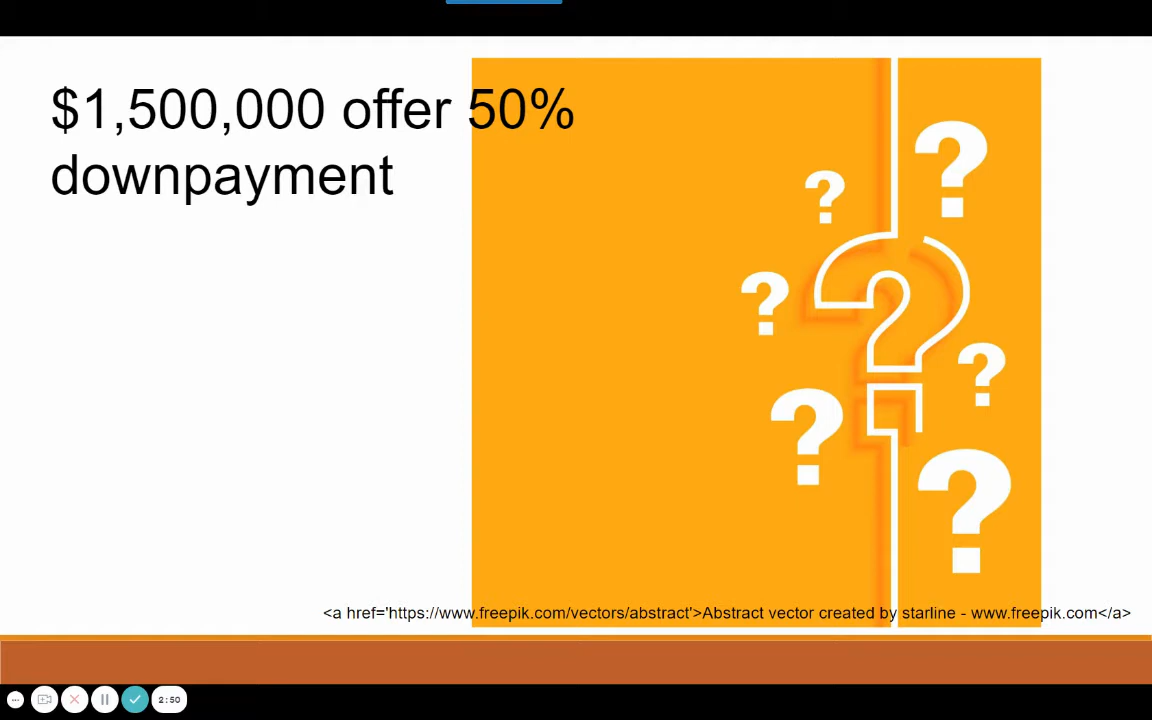 $1,500,000 offer 50%
downpayment
<a href='https://www.freepik.com/vectors/abstract'>Abstract vector created by starline - www.freepik.com</a>
2:50